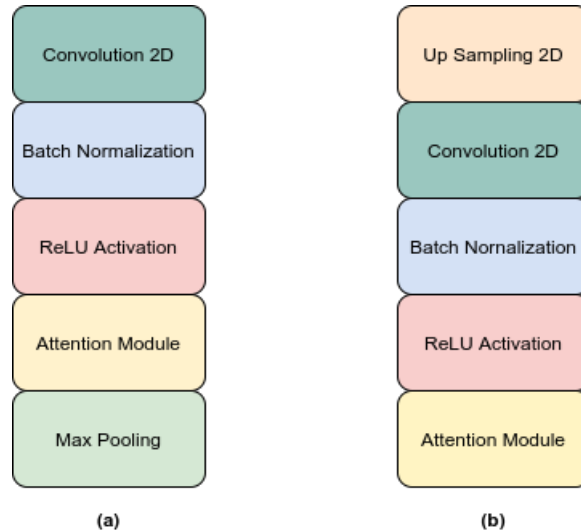 Convolution 2D
Batch Normalization
ReLU Activation
Attention Module
Max Pooling
(a)
Up Sampling 2D
Convolution 2D
Batch Nornalization
ReLU Activation
Attention Module
(b)